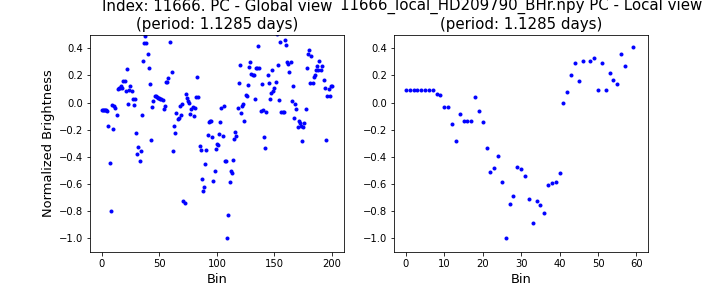 Index: 11666. PC - Global view
(period: 1.1285 days)
11666_local_HD209790_BHr.npy PC - Local view
(period: 1.1285 days)
Normalized Brightness
0.4
0.2
0.0
−0.2
−0.4
−0.6
−0.8
−1.0
0 50 100 150 200
Bin
0.4
0.2
0.0
−0.2
−0.4
−0.6
−0.8
−1.0
0 10 20 30 40 50 60
Bin